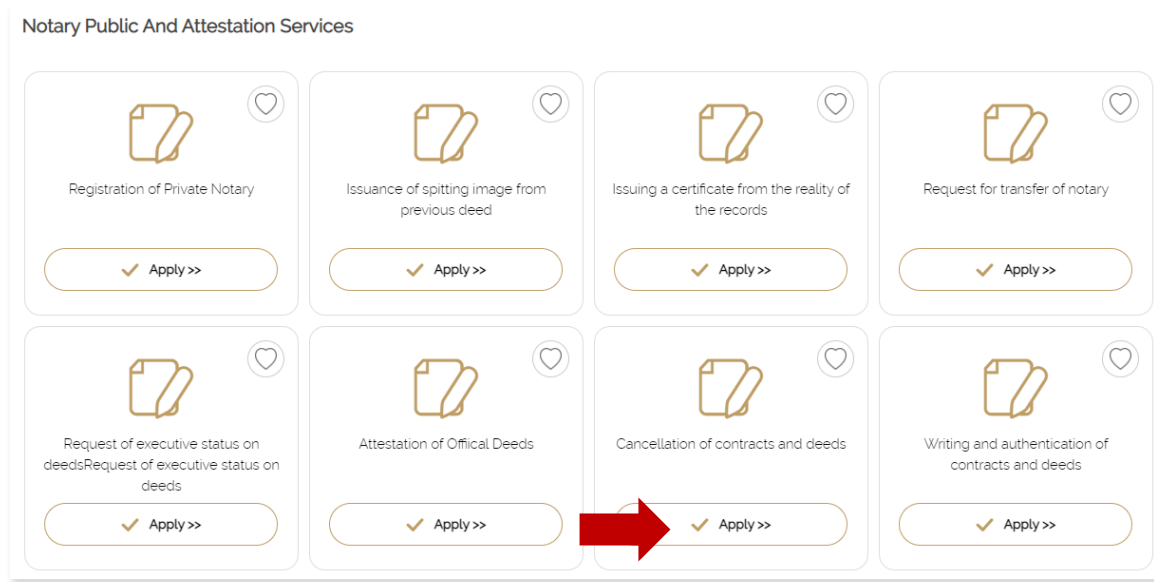 Notary Public And Attestation Services
Registration of Private Notary
Apply >>
Issuance of spitting image from
previous deed
Apply >>
Issuing a certificate from the reality of
the records
Apply >>
Request for transfer of notary
Apply >>
Request of executive status on
deedsRequest of executive status on
deeds
Apply >>
Attestation of Offiical Deeds
Apply >>
Cancellation of contracts and deeds
Apply >>
Writing and authentication of
contracts and deeds
Apply >>